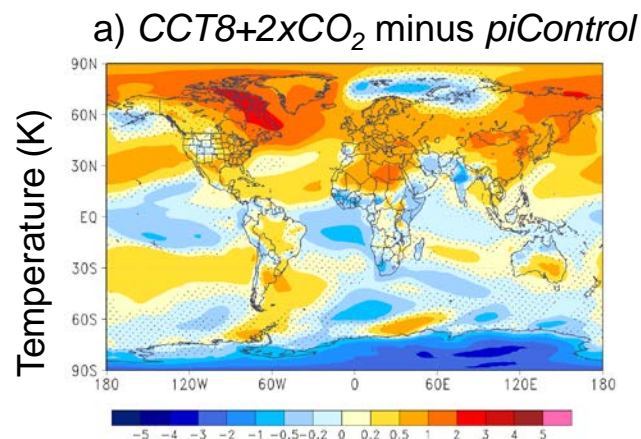 a) CCT8+2xCO₂ minus piControl
Temperature (K)
90N
60N
30N
EQ
30S
60S
90S
180 120W 60W 0 60E 120E 180
-5 -4 -3 -2 -1 -0.5 -0.2 0 0.2 0.5 1 2 3 4 5